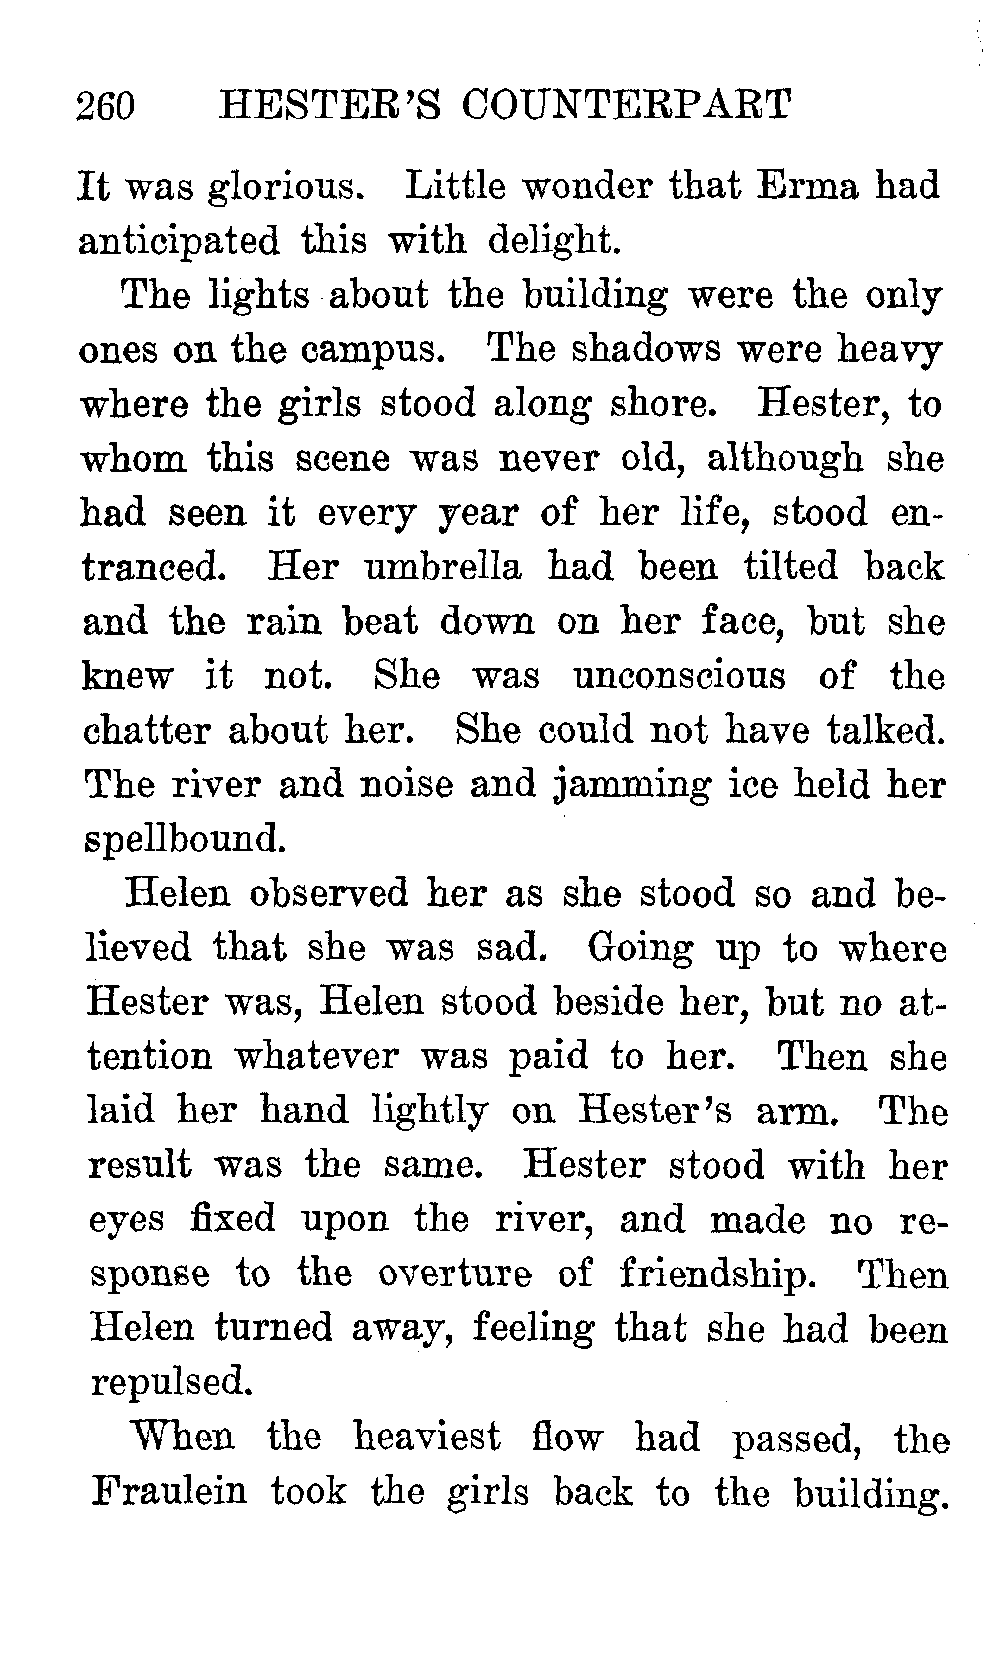 260 HESTER'S COUNTERPART
It was glorious. Little wonder that Erma had
anticipated this with delight.
The lights about the building were the only
ones on the campus. The shadows were heavy
where the girls stood along shore. Hester, to
whom this scene was never old, although she
had seen it every year of her life, stood en-
tranced. Her umbrella had been tilted back
and the rain beat down on her face, but she
knew it not. She was unconscious of the
chatter about her. She could not have talked.
The river and noise and jamming ice held her
spellbound.
Helen observed her as she stood so and be-
lieved that she was sad. Going up to where
Hester was, Helen stood beside her, but no at-
tention whatever was paid to her. Then she
laid her hand lightly on Hester's arm. The
result was the same. Hester stood with her
eyes fixed upon the river, and made no re-
sponse to the overture of friendship. Then
Helen turned away, feeling that she had been
repulsed.
When the heaviest flow had passed, the
Fraulein took the girls back to the building.